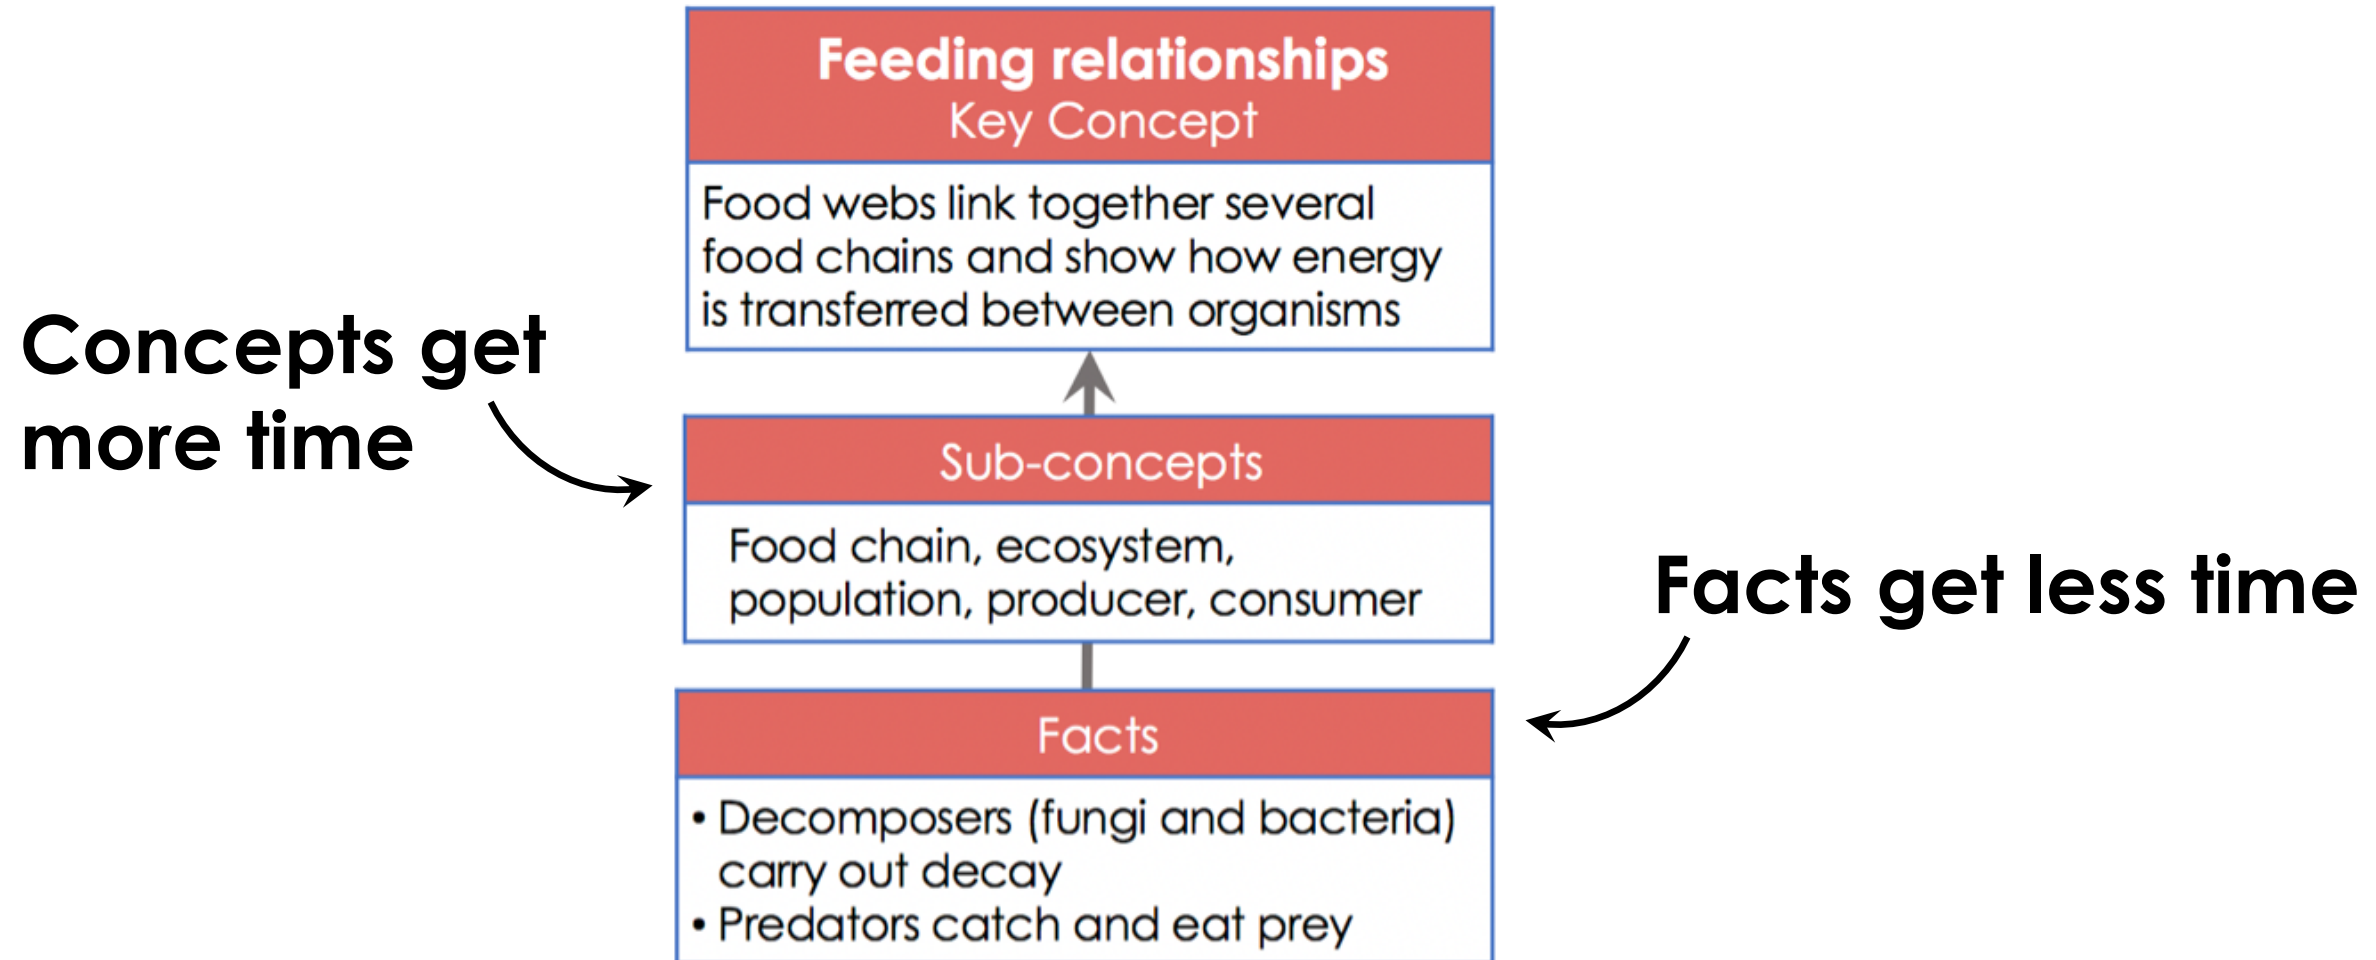 Feeding relationships
Key Concept
Food webs link together several
food chains and show how energy
is transferred between organisms
Concepts get
more time
Sub-concepts
Food chain, ecosystem,
population, producer, consumer
Facts get less time
Facts
• Decomposers (fungi and bacteria)
carry out decay
• Predators catch and eat prey